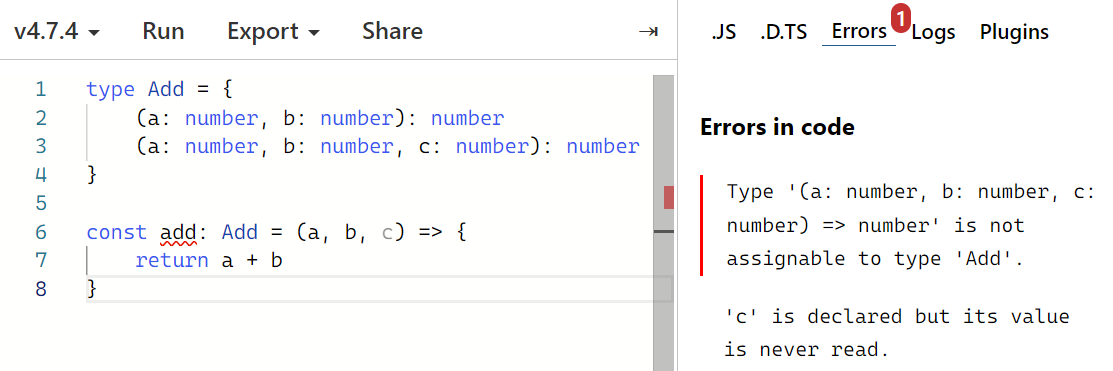 v4.7.4 Run Export Share
.JS .D.TS Errors 1 Logs Plugins
1 type Add = {
2 (a: number, b: number): number
3 (a: number, b: number, c: number): number
4 }
5
6 const add: Add = (a, b, c) => {
7 return a + b
8 }
Errors in code
Type '(a: number, b: number, c:
number) => number' is not
assignable to type 'Add'.
'c' is declared but its value
is never read.